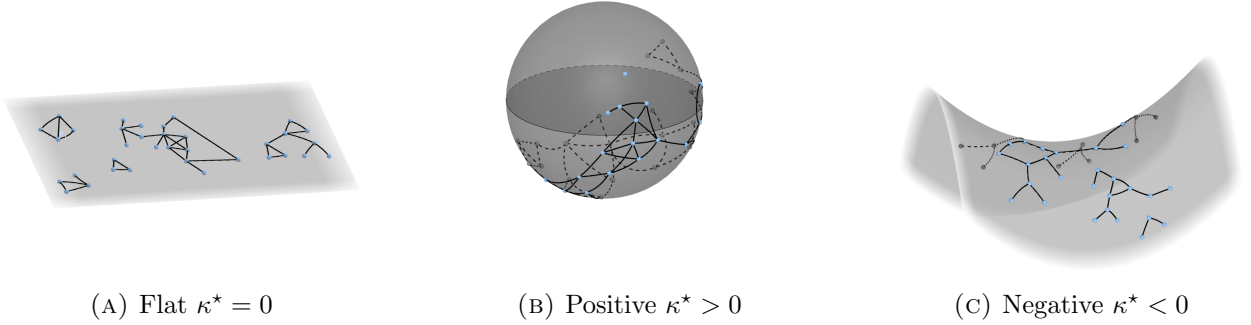 (A) Flat κ⋆ = 0
(B) Positive κ⋆ > 0
(C) Negative κ⋆ < 0